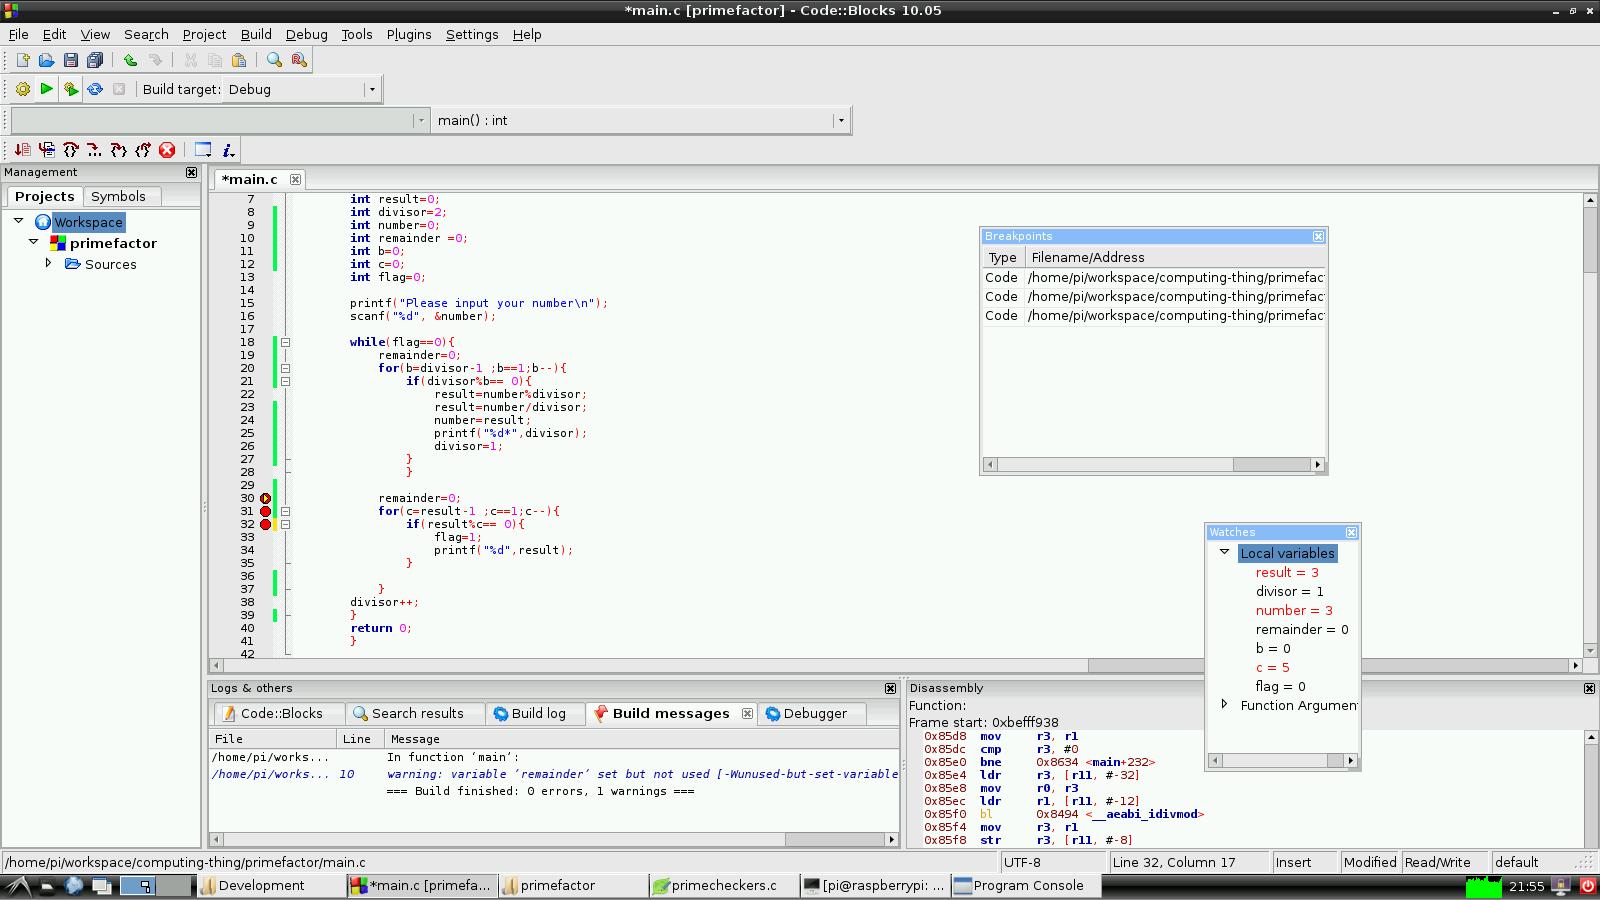 *main.c [primefactor] - Code::Blocks 10.05
File Edit View Search Project Build Debug Tools Plugins Settings Help
Build target: Debug
main() : int
Management
Projects Symbols
Workspace
primefactor
Sources
*main.c
7 int result=0;
8 int divisor=2;
9 int number=0;
10 int remainder =0;
11 int b=0;
12 int c=0;
13 int flag=0;
14
15 printf("Please input your number\n");
16 scanf("%d", &number);
17
18 while(flag==0){
19 remainder=0;
20 for(b=divisor-1 ;b==1;b--){
21 if(divisor%b== 0){
22 result=number%divisor;
23 result=number/divisor;
24 number=result;
25 printf("%d*",divisor);
26 divisor=1;
27 }
28 }
29
30 remainder=0;
31 for(c=result-1 ;c==1;c--){
32 if(result%c== 0){
33 flag=1;
34 printf("%d",result);
35 }
36
37 }
38 divisor++;
39 }
40 return 0;
41 }
42
Breakpoints
Type Filename/Address
Code /home/pi/workspace/computing-thing/primefact
Code /home/pi/workspace/computing-thing/primefact
Code /home/pi/workspace/computing-thing/primefact
Watches
Local variables
result = 3
divisor = 1
number = 3
remainder = 0
b = 0
c = 5
flag = 0
Function Argumen
Logs & others
Code::Blocks Search results Build log Build messages Debugger
File Line Message
/home/pi/works... In function ‘main’:
/home/pi/works... 10 warning: variable ‘remainder’ set but not used [-Wunused-but-set-variable
=== Build finished: 0 errors, 1 warnings ===
Disassembly
Function:
Frame start: 0xbefff938
0x85d8 mov r3, r1
0x85dc cmp r3, #0
0x85e0 bne 0x8634 <main+232>
0x85e4 ldr r3, [r11, #-32]
0x85e8 mov r0, r3
0x85ec ldr r1, [r11, #-12]
0x85f0 bl 0x8494 <__aeabi_idivmod>
0x85f4 mov r3, r1
0x85f8 str r3, [r11, #-8]
/home/pi/workspace/computing-thing/primefactor/main.c UTF-8 Line 32, Column 17 Insert Modified Read/Write default
Development *main.c [primefa... primefactor primecheckers.c [pi@raspberrypi: ... Program Console 21:55